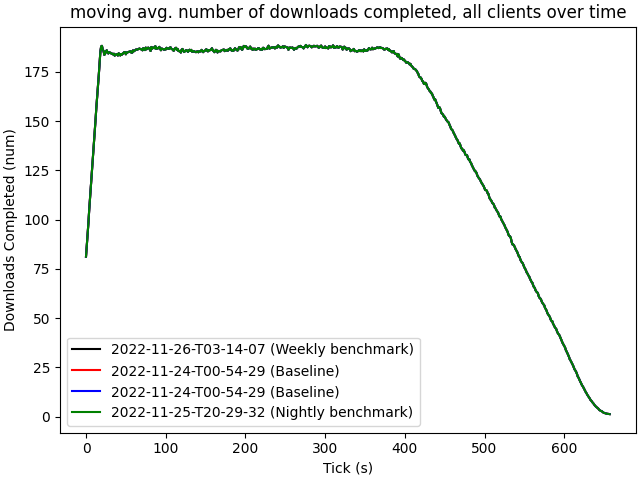 moving avg. number of downloads completed, all clients over time
Downloads Completed (num)
175
150
125
100
75
50
25
0
2022-11-26-T03-14-07 (Weekly benchmark)
2022-11-24-T00-54-29 (Baseline)
2022-11-24-T00-54-29 (Baseline)
2022-11-25-T20-29-32 (Nightly benchmark)
0 100 200 300 400 500 600
Tick (s)